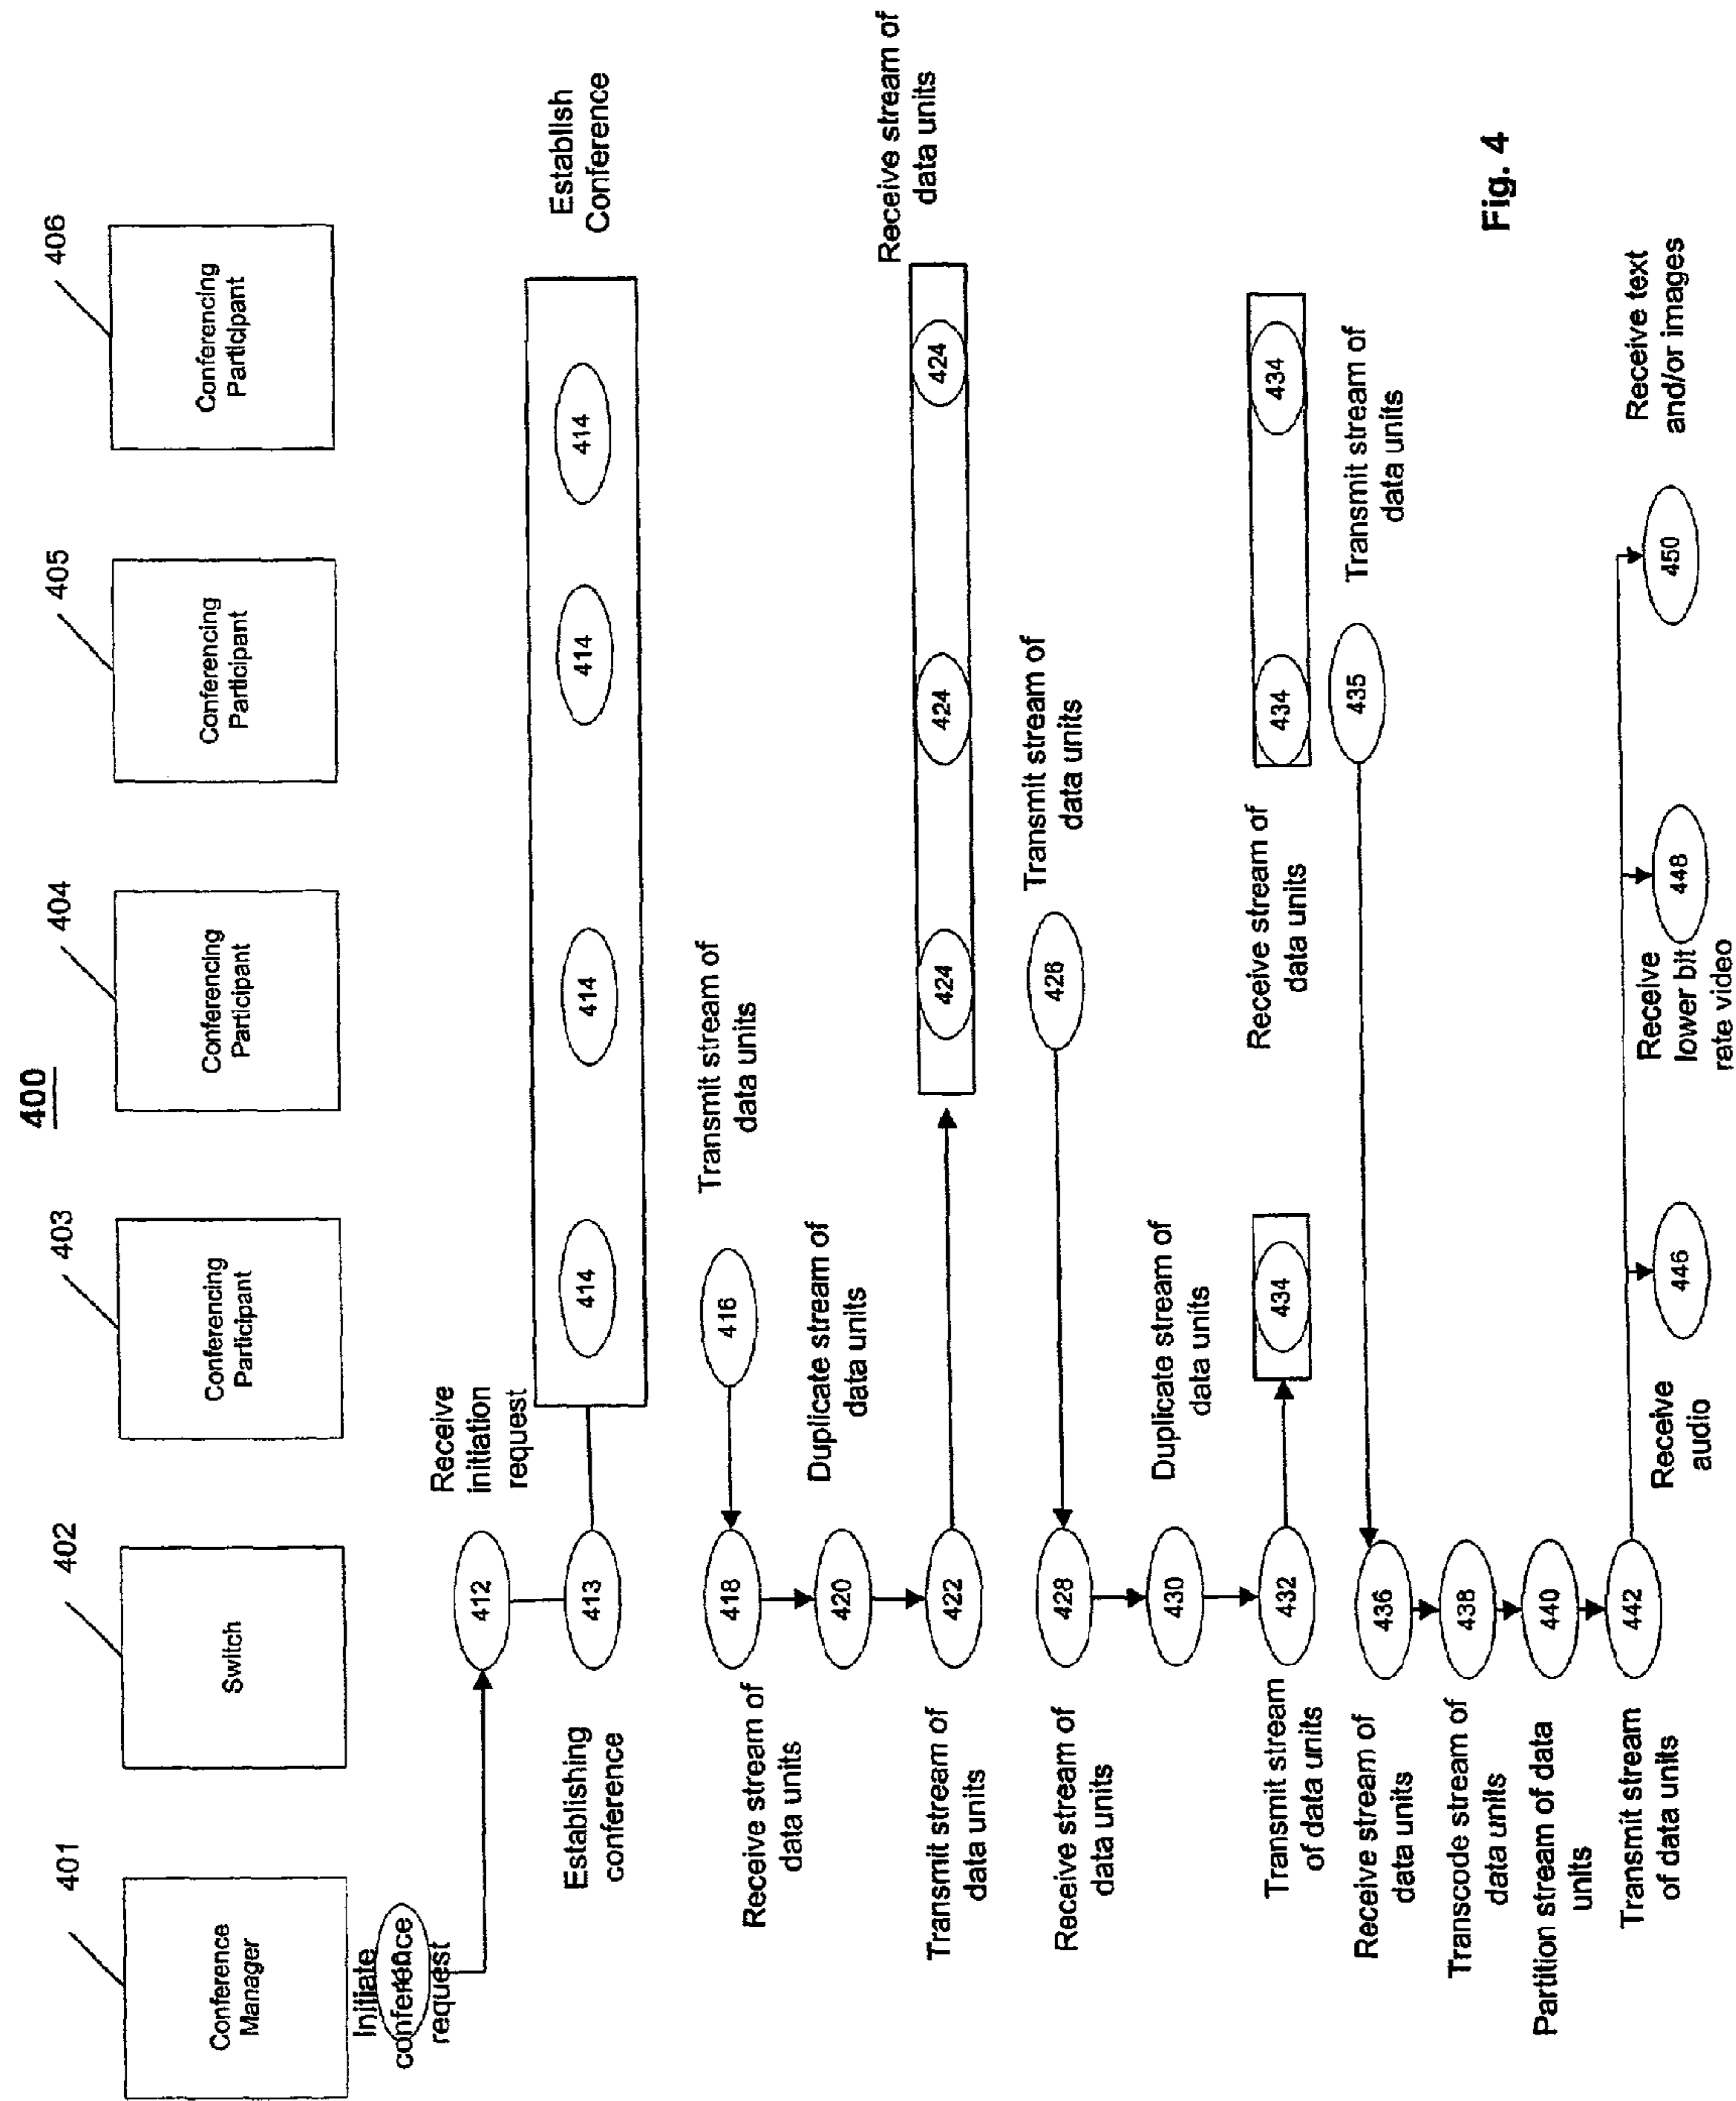 400
401
402
403
404
405
406
Conference
Manager
Switch
Conferencing
Participant
Conferencing
Participant
Conferencing
Participant
Conferencing
Participant
Initiate
conference
request
Receive
initiation
request
412
Establishing
conference
413
414
414
414
414
Establish
Conference
Transmit stream of
data units
416
418
Receive stream of
data units
Duplicate stream of
data units
420
Transmit stream of
data units
422
424
424
424
Receive stream of
data units
Transmit stream of
data units
426
428
Receive stream of
data units
Duplicate stream of
data units
430
Transmit stream
of data units
432
434
434
434
Receive stream of
data units
435
Transmit stream of
data units
Receive stream of
data units
436
Transcode stream of
data units
438
Partition stream of data
units
440
Transmit stream
of data units
442
Receive
audio
446
Receive
lower bit
rate video
448
450
Receive text
and/or images
Fig. 4